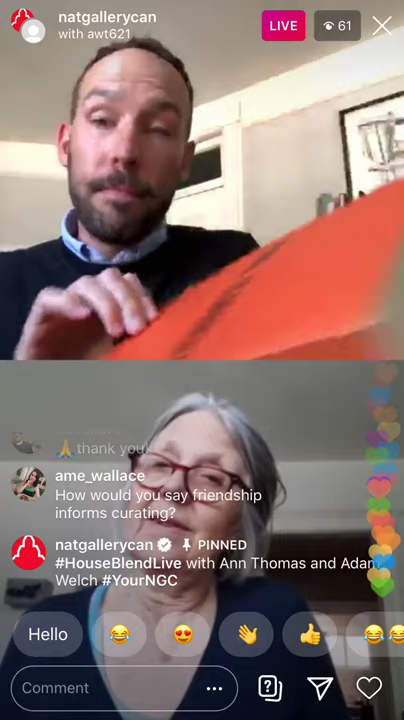 natgallerycan
with awt621
LIVE
61
🙏 thank you!
ame_wallace
How would you say friendship
informs curating?
natgallerycan PINNED
#HouseBlendLive with Ann Thomas and Adam
Welch #YourNGC
Hello
Comment